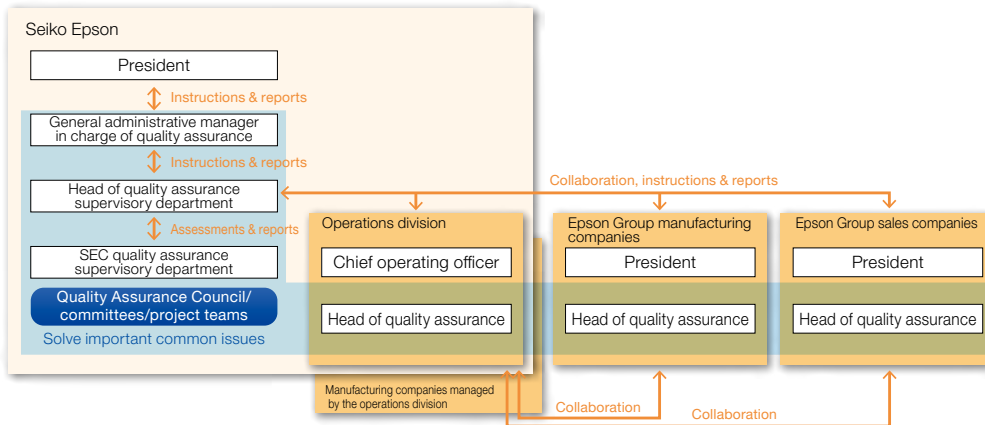 Seiko Epson
President
Instructions & reports
General administrative manager
in charge of quality assurance
Instructions & reports
Head of quality assurance
supervisory department
Assessments & reports
SEC quality assurance
supervisory department
Quality Assurance Council/
committees/project teams
Solve important common issues
Collaboration, instructions & reports
Operations division
Chief operating officer
Head of quality assurance
Manufacturing companies managed
by the operations division
Epson Group manufacturing
companies
President
Head of quality assurance
Epson Group sales companies
President
Head of quality assurance
Collaboration
Collaboration